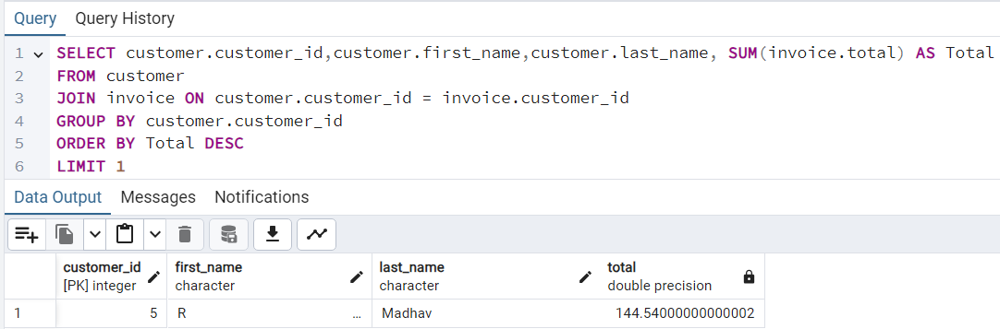 Query Query History
1 SELECT customer.customer_id,customer.first_name,customer.last_name, SUM(invoice.total) AS Total
2 FROM customer
3 JOIN invoice ON customer.customer_id = invoice.customer_id
4 GROUP BY customer.customer_id
5 ORDER BY Total DESC
6 LIMIT 1
Data Output Messages Notifications
customer_id first_name last_name total
[PK] integer character character double precision
1 5 R ... Madhav 144.54000000000002